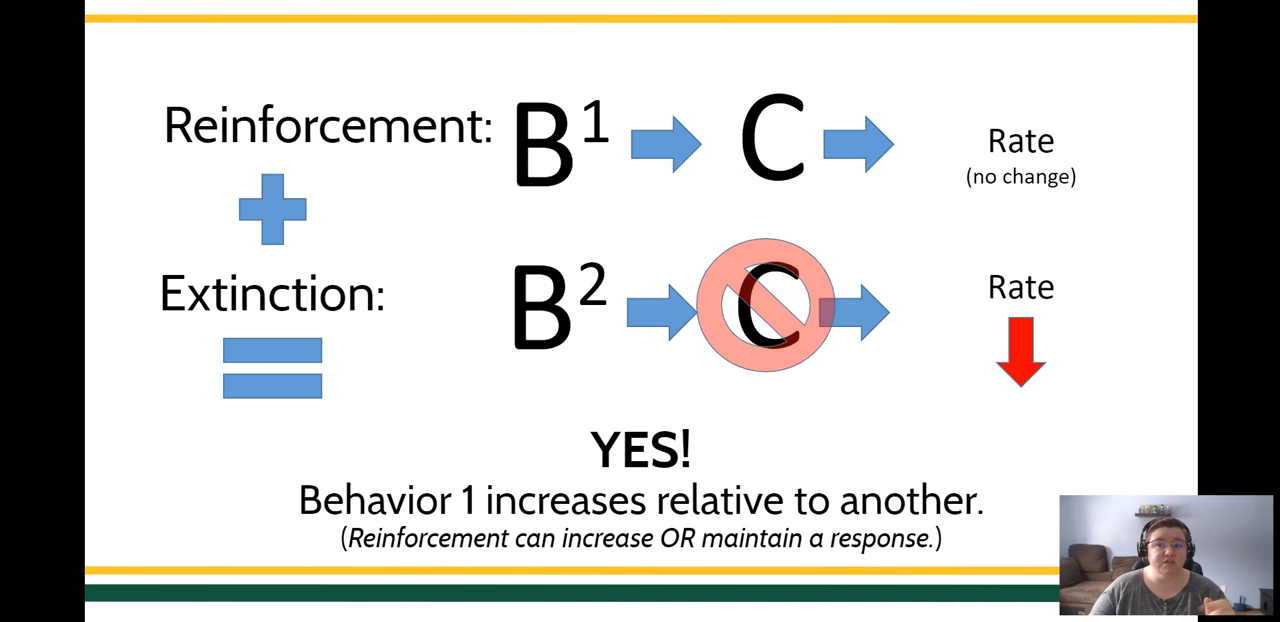 Reinforcement: B¹ C Rate
(no change)
Extinction: B² C Rate
YES!
Behavior 1 increases relative to another.
(Reinforcement can increase OR maintain a response.)